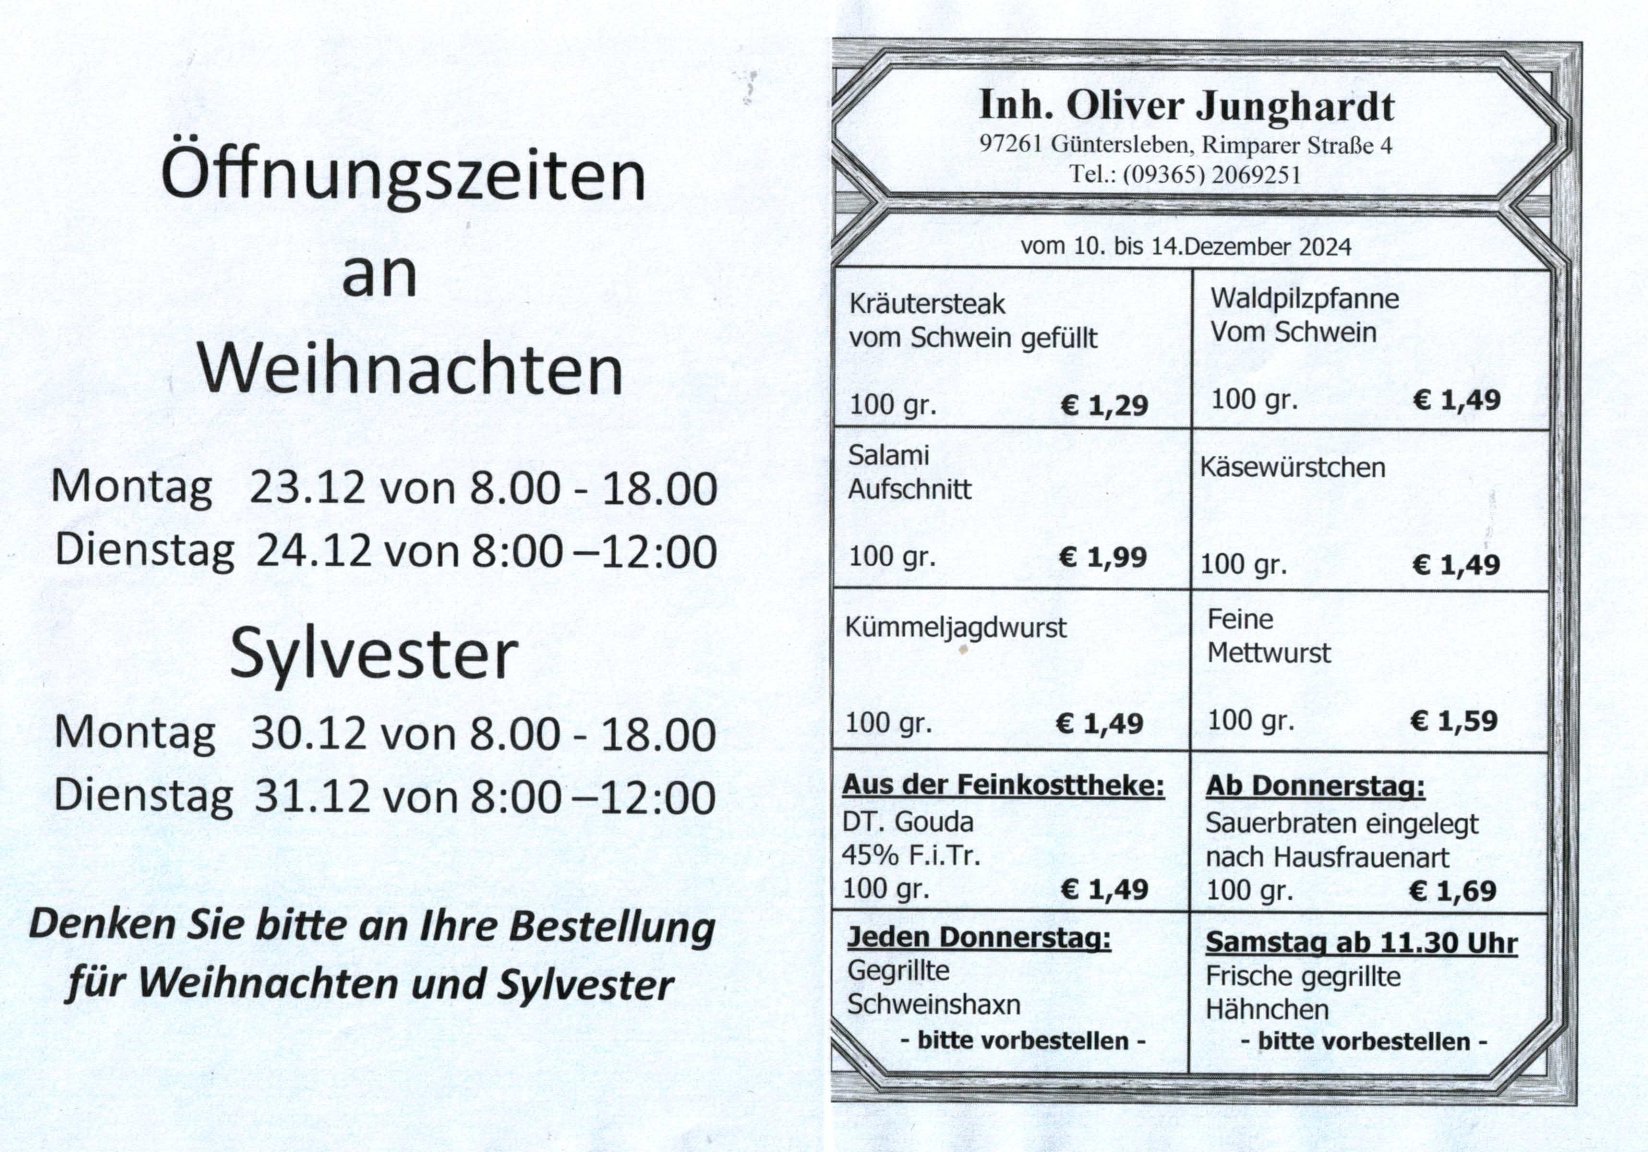 Öffnungszeiten
an
Weihnachten
Montag 23.12 von 8.00 - 18.00
Dienstag 24.12 von 8:00 –12:00
Sylvester
Montag 30.12 von 8.00 - 18.00
Dienstag 31.12 von 8:00 –12:00
Denken Sie bitte an Ihre Bestellung
für Weihnachten und Sylvester
Inh. Oliver Junghardt
97261 Güntersleben, Rimparer Straße 4
Tel.: (09365) 2069251
vom 10. bis 14.Dezember 2024
Kräutersteak
vom Schwein gefüllt
100 gr. € 1,29
Waldpilzpfanne
Vom Schwein
100 gr. € 1,49
Salami
Aufschnitt
100 gr. € 1,99
Käsewürstchen
100 gr. € 1,49
Kümmeljagdwurst
100 gr. € 1,49
Feine
Mettwurst
100 gr. € 1,59
Aus der Feinkosttheke:
DT. Gouda
45% F.i.Tr.
100 gr. € 1,49
Ab Donnerstag:
Sauerbraten eingelegt
nach Hausfrauenart
100 gr. € 1,69
Jeden Donnerstag:
Gegrillte
Schweinshaxn
- bitte vorbestellen -
Samstag ab 11.30 Uhr
Frische gegrillte
Hähnchen
- bitte vorbestellen -